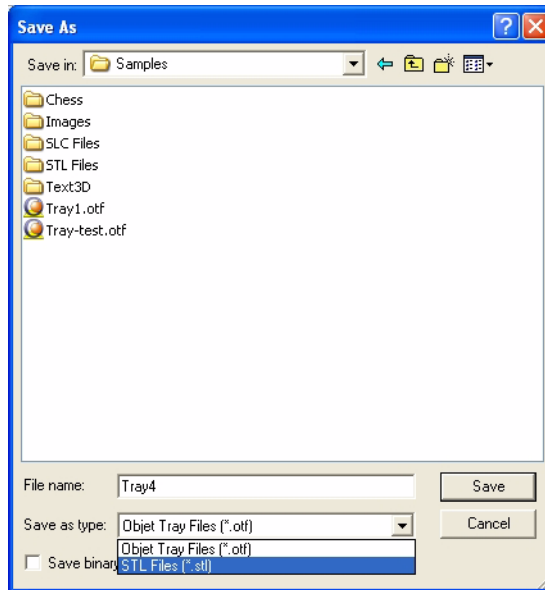 Save As
Save in: Samples
Chess
Images
SLC Files
STL Files
Text3D
Tray1.otf
Tray-test.otf
File name: Tray4 Save
Save as type: Objet Tray Files (*.otf) Cancel
Objet Tray Files (*.otf)
Save binary STL Files (*.stl)